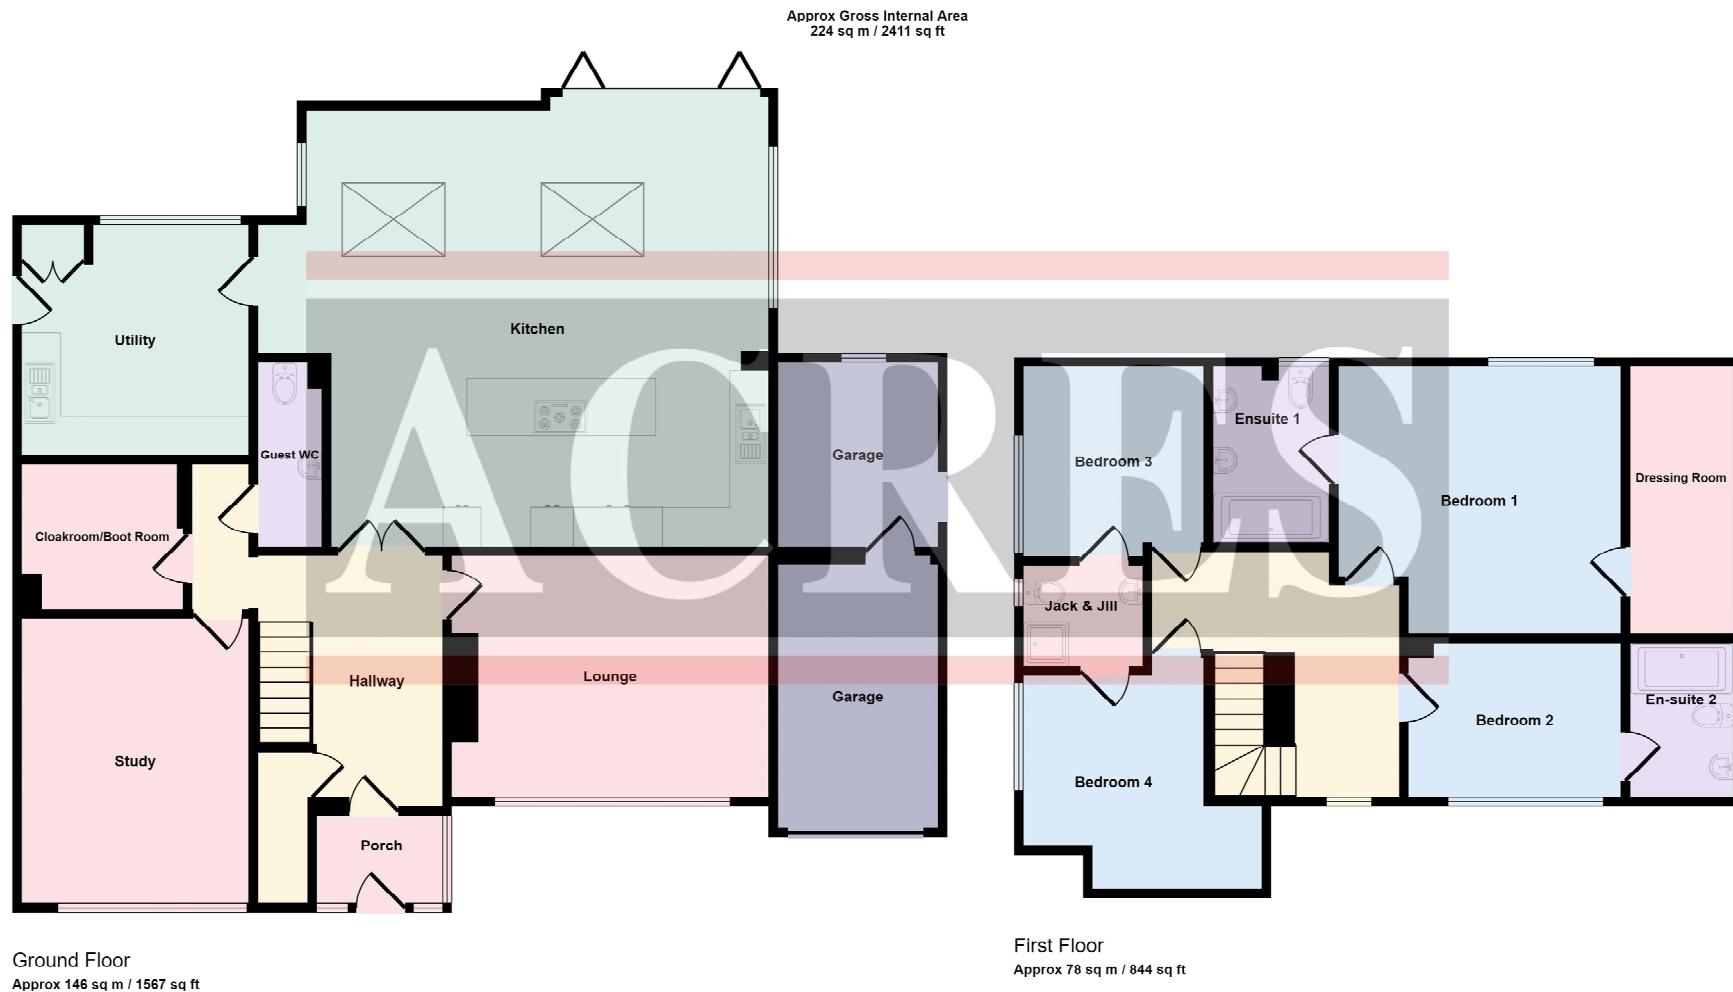 Approx Gross Internal Area
224 sq m / 2411 sq ft
Kitchen
Utility
Guest WC
Cloakroom/Boot Room
Garage
Hallway
Lounge
Garage
Study
Porch
Ensuite 1
Bedroom 3
Bedroom 1
Dressing Room
Jack & Jill
En-suite 2
Bedroom 2
Bedroom 4
ACRES
Ground Floor
Approx 146 sq m / 1567 sq ft
First Floor
Approx 78 sq m / 844 sq ft